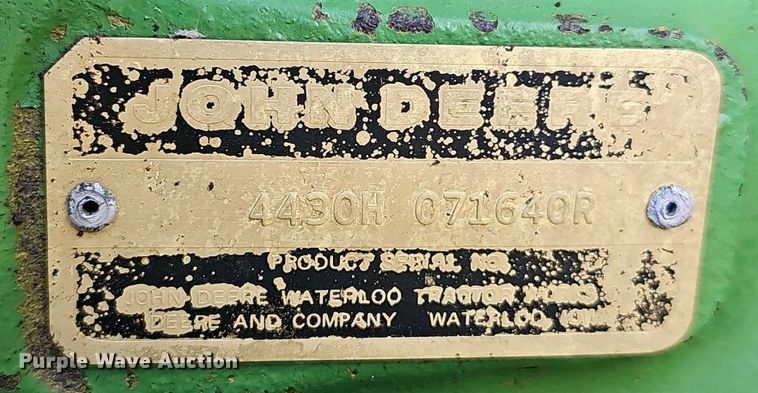 JOHN DEERE
4430H 071640R
PRODUCT SERIAL NO.
JOHN DEERE WATERLOO TRACTOR WORKS
DEERE AND COMPANY WATERLOO,
Purple Wave Auction